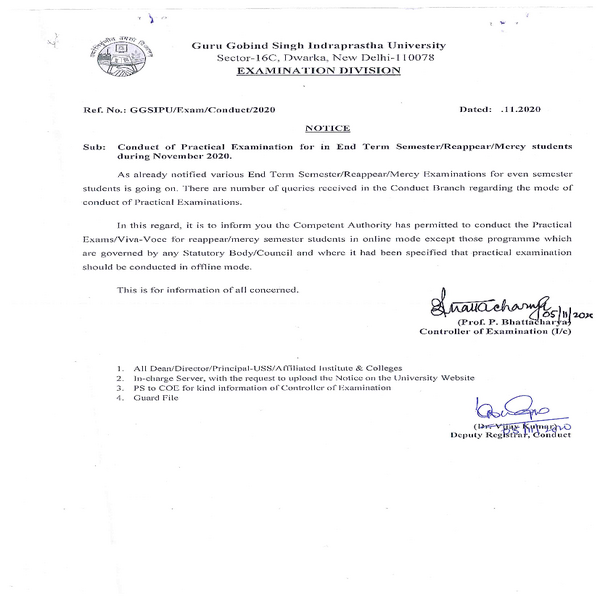 Guru Gobind Singh Indraprastha University
Sector-16C, Dwarka, New Delhi-110078
EXAMINATION DIVISION
Ref. No.: GGSIPU/Exam/Conduct/2020 Dated: .11.2020
NOTICE
Sub: Conduct of Practical Examination for in End Term Semester/Reappear/Mercy students
during November 2020.
As already notified various End Term Semester/Reappear/Mercy Examinations for even semester
students is going on. There are number of queries received in the Conduct Branch regarding the mode of
conduct of Practical Examinations.
In this regard, it is to inform you the Competent Authority has permitted to conduct the Practical
Exams/Viva-Voce for reappear/mercy semester students in online mode except those programme which
are governed by any Statutory Body/Council and where it had been specified that practical examination
should be conducted in offline mode.
This is for information of all concerned.
Bhattacharya
05/11/2020
(Prof. P. Bhattacharya)
Controller of Examination (I/c)
1. All Dean/Director/Principal-USS/Affiliated Institute & Colleges
2. In-charge Server, with the request to upload the Notice on the University Website
3. PS to COE for kind information of Controller of Examination
4. Guard File
(Dr. Vijay Kumar)
Deputy Registrar, Conduct